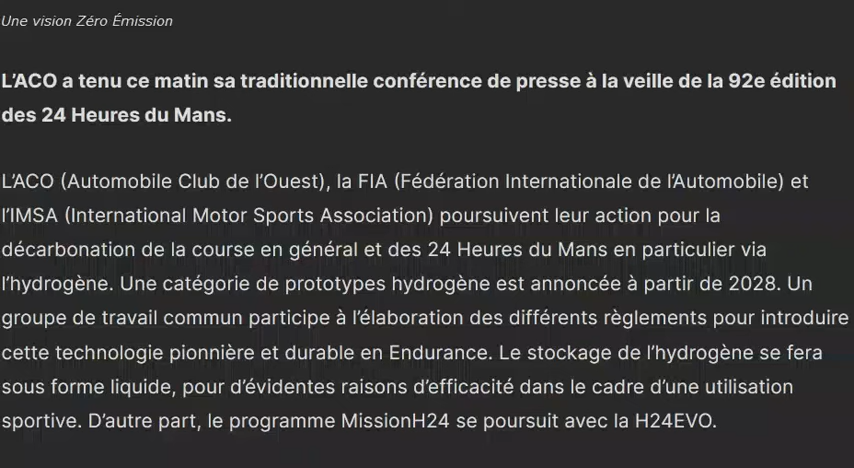 Une vision Zéro Émission
L’ACO a tenu ce matin sa traditionnelle conférence de presse à la veille de la 92e édition
des 24 Heures du Mans.
L’ACO (Automobile Club de l’Ouest), la FIA (Fédération Internationale de l’Automobile) et
l’IMSA (International Motor Sports Association) poursuivent leur action pour la
décarbonation de la course en général et des 24 Heures du Mans en particulier via
l’hydrogène. Une catégorie de prototypes hydrogène est annoncée à partir de 2028. Un
groupe de travail commun participe à l’élaboration des différents règlements pour introduire
cette technologie pionnière et durable en Endurance. Le stockage de l’hydrogène se fera
sous forme liquide, pour d’évidentes raisons d’efficacité dans le cadre d’une utilisation
sportive. D’autre part, le programme MissionH24 se poursuit avec la H24EVO.